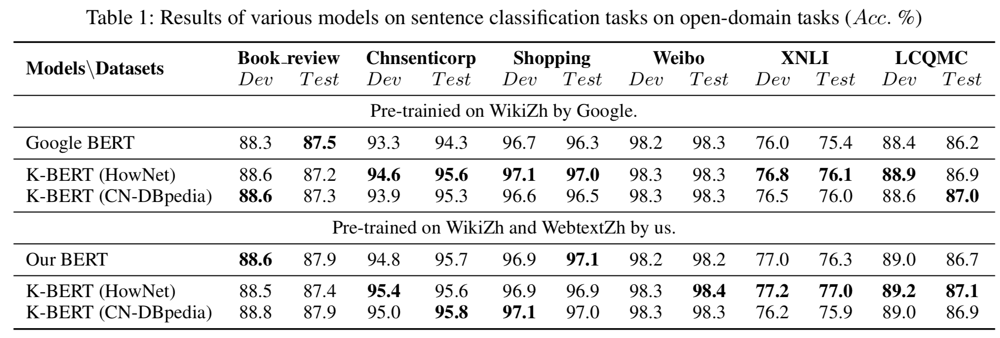 Table 1: Results of various models on sentence classification tasks on open-domain tasks (Acc. %)
Models\Datasets Book_review Chnsenticorp Shopping Weibo XNLI LCQMC
Dev Test Dev Test Dev Test Dev Test Dev Test Dev Test
Pre-trainied on WikiZh by Google.
Google BERT 88.3 87.5 93.3 94.3 96.7 96.3 98.2 98.3 76.0 75.4 88.4 86.2
K-BERT (HowNet) 88.6 87.2 94.6 95.6 97.1 97.0 98.3 98.3 76.8 76.1 88.9 86.9
K-BERT (CN-DBpedia) 88.6 87.3 93.9 95.3 96.6 96.5 98.3 98.3 76.5 76.0 88.6 87.0
Pre-trained on WikiZh and WebtextZh by us.
Our BERT 88.6 87.9 94.8 95.7 96.9 97.1 98.2 98.2 77.0 76.3 89.0 86.7
K-BERT (HowNet) 88.5 87.4 95.4 95.6 96.9 96.9 98.3 98.4 77.2 77.0 89.2 87.1
K-BERT (CN-DBpedia) 88.8 87.9 95.0 95.8 97.1 97.0 98.3 98.3 76.2 75.9 89.0 86.9